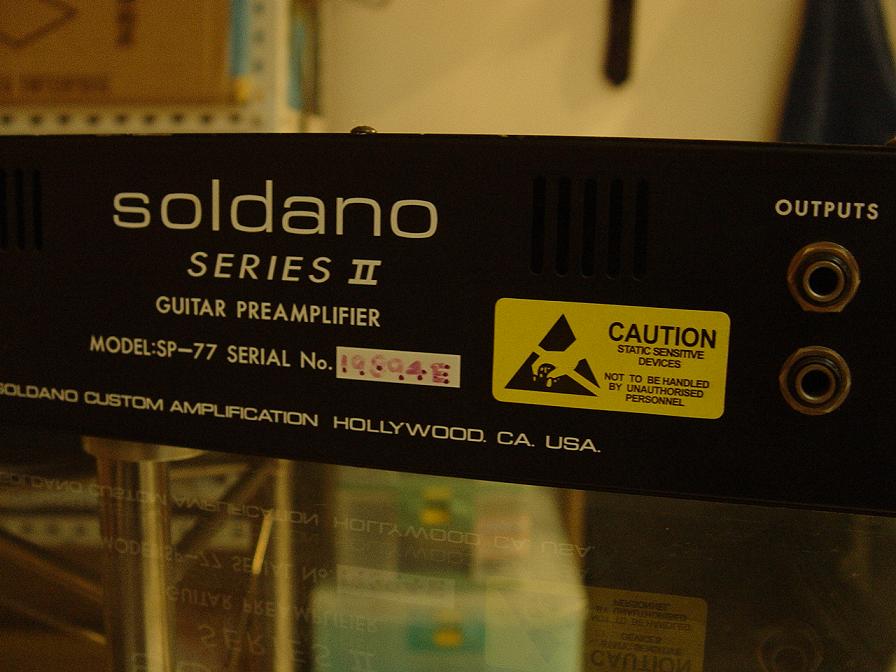 soldano
SERIES II
GUITAR PREAMPLIFIER
MODEL:SP-77 SERIAL No.
SOLDANO CUSTOM AMPLIFICATION HOLLYWOOD. CA. USA.
CAUTION
STATIC SENSITIVE
DEVICES
NOT TO BE HANDLED
BY UNAUTHORISED
PERSONNEL
OUTPUTS